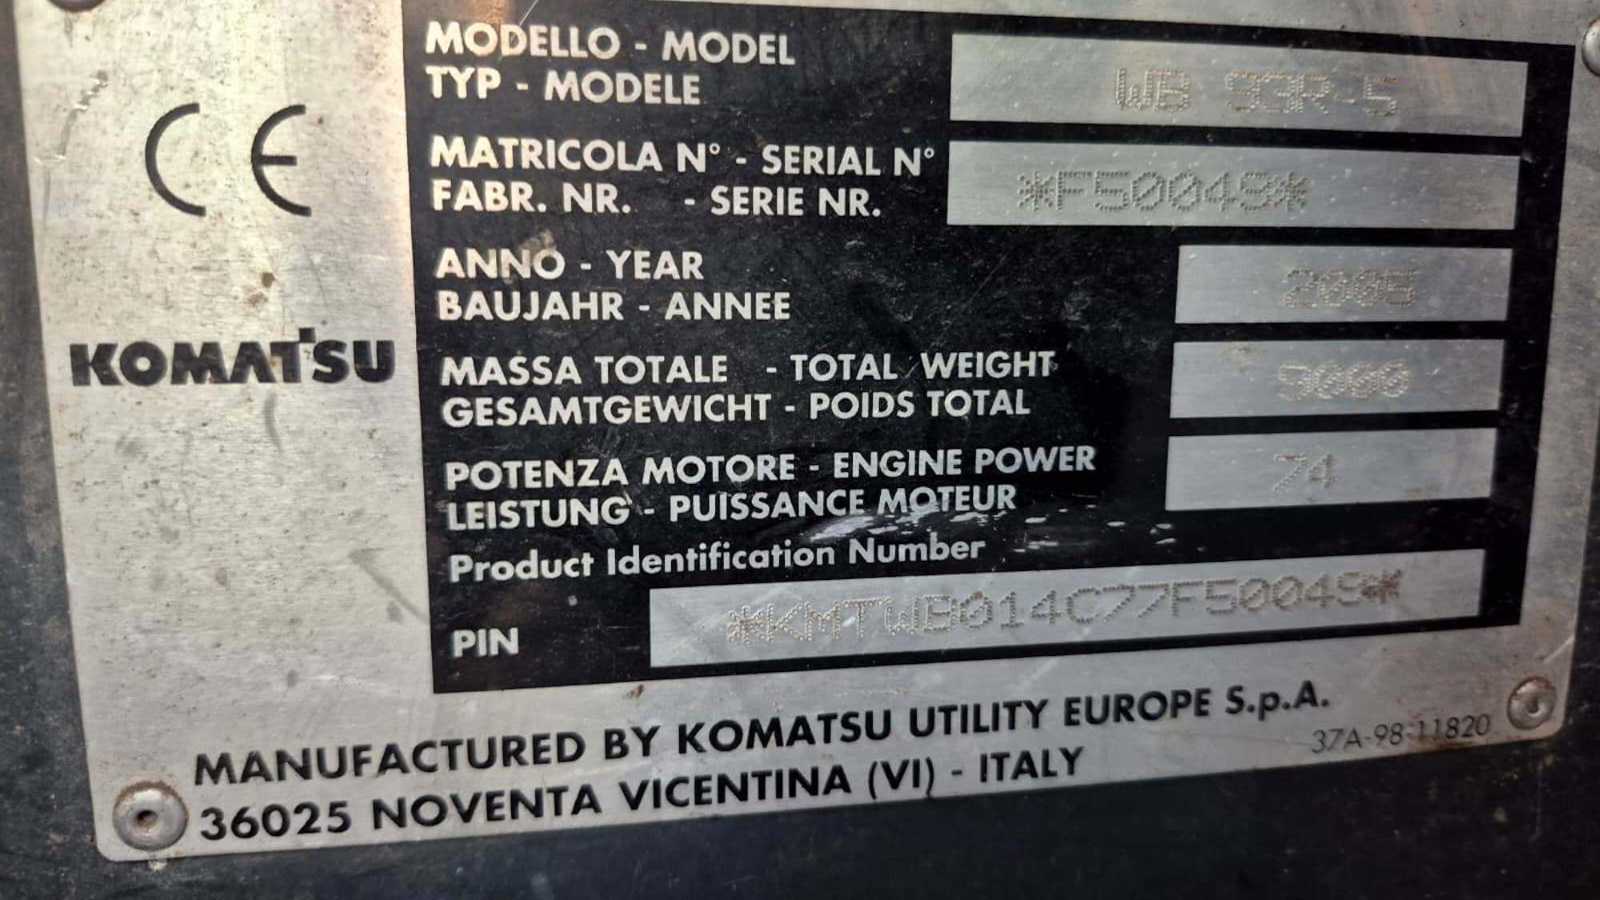 CE
KOMATSU
MODELLO - MODEL
TYP - MODELE
WB 93R-5
MATRICOLA N° - SERIAL N°
FABR. NR. - SERIE NR.
*F50049*
ANNO - YEAR
BAUJAHR - ANNEE
2005
MASSA TOTALE - TOTAL WEIGHT
GESAMTGEWICHT - POIDS TOTAL
9000
POTENZA MOTORE - ENGINE POWER
LEISTUNG - PUISSANCE MOTEUR
74
Product Identification Number
PIN
*KMTWB014C77F50049*
MANUFACTURED BY KOMATSU UTILITY EUROPE S.p.A.
36025 NOVENTA VICENTINA (VI) - ITALY
37A-98-11820